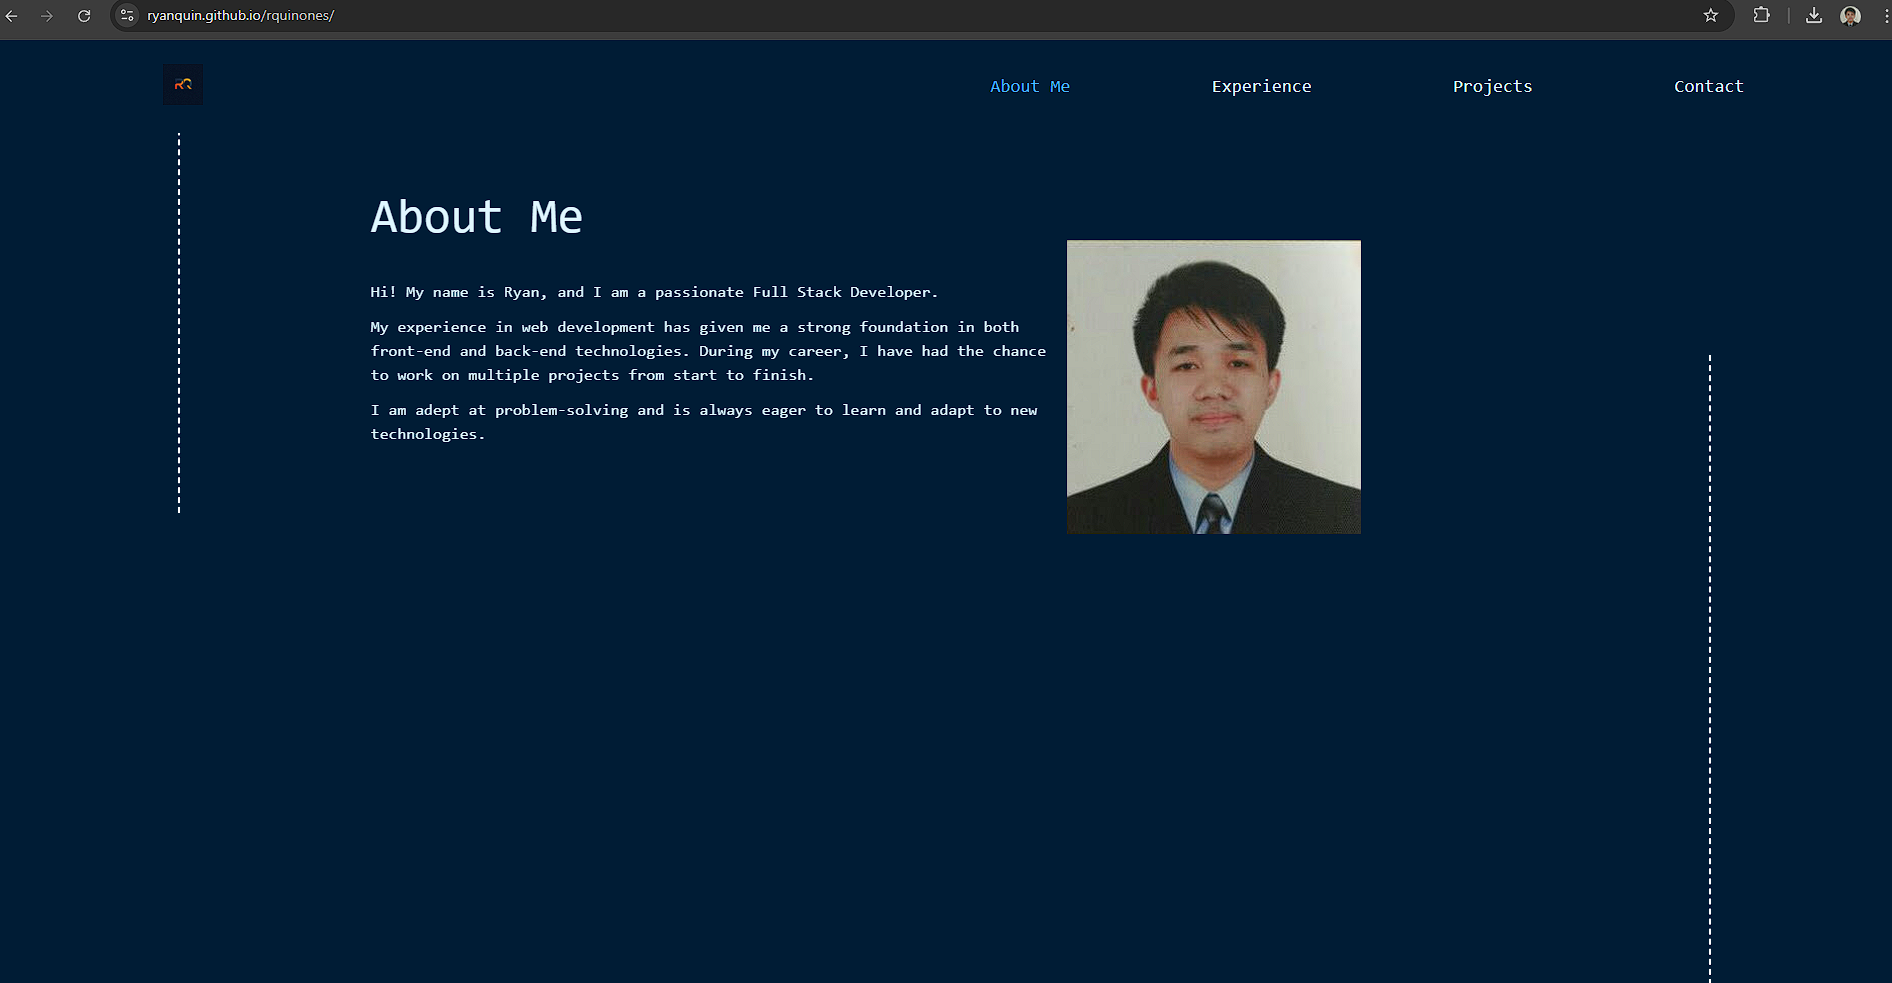 ryanquin.github.io/rquinones/
RQ
About Me
Experience
Projects
Contact
About Me
Hi! My name is Ryan, and I am a passionate Full Stack Developer.
My experience in web development has given me a strong foundation in both
front-end and back-end technologies. During my career, I have had the chance
to work on multiple projects from start to finish.
I am adept at problem-solving and is always eager to learn and adapt to new
technologies.